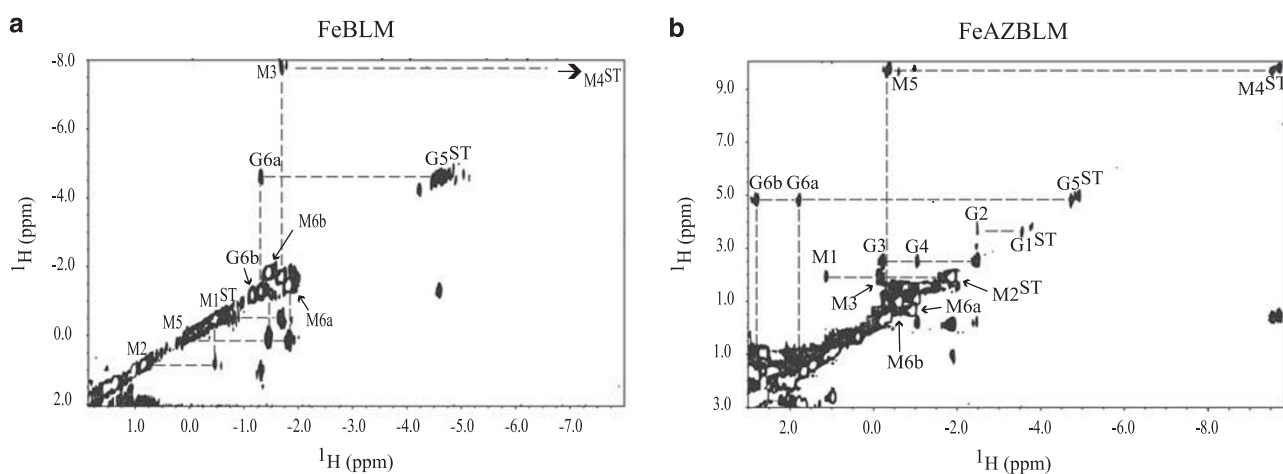 a
FeBLM
-8.0
-6.0
-4.0
-2.0
0.0
2.0
¹H (ppm)
M3
M4ST
G6a
G5ST
M6b
G6b
M1ST
M5
M6a
M2
1.0 0.0 -1.0 -2.0 -3.0 -4.0 -5.0 -6.0 -7.0
¹H (ppm)
b
FeAZBLM
9.0
7.0
5.0
3.0
1.0
1.0
3.0
¹H (ppm)
M5
M4ST
G6b G6a
G5ST
G2
M1
G3
G4
G1ST
M3
M2ST
M6a
M6b
2.0 0.0 -2.0 -4.0 -6.0 -8.0
¹H (ppm)